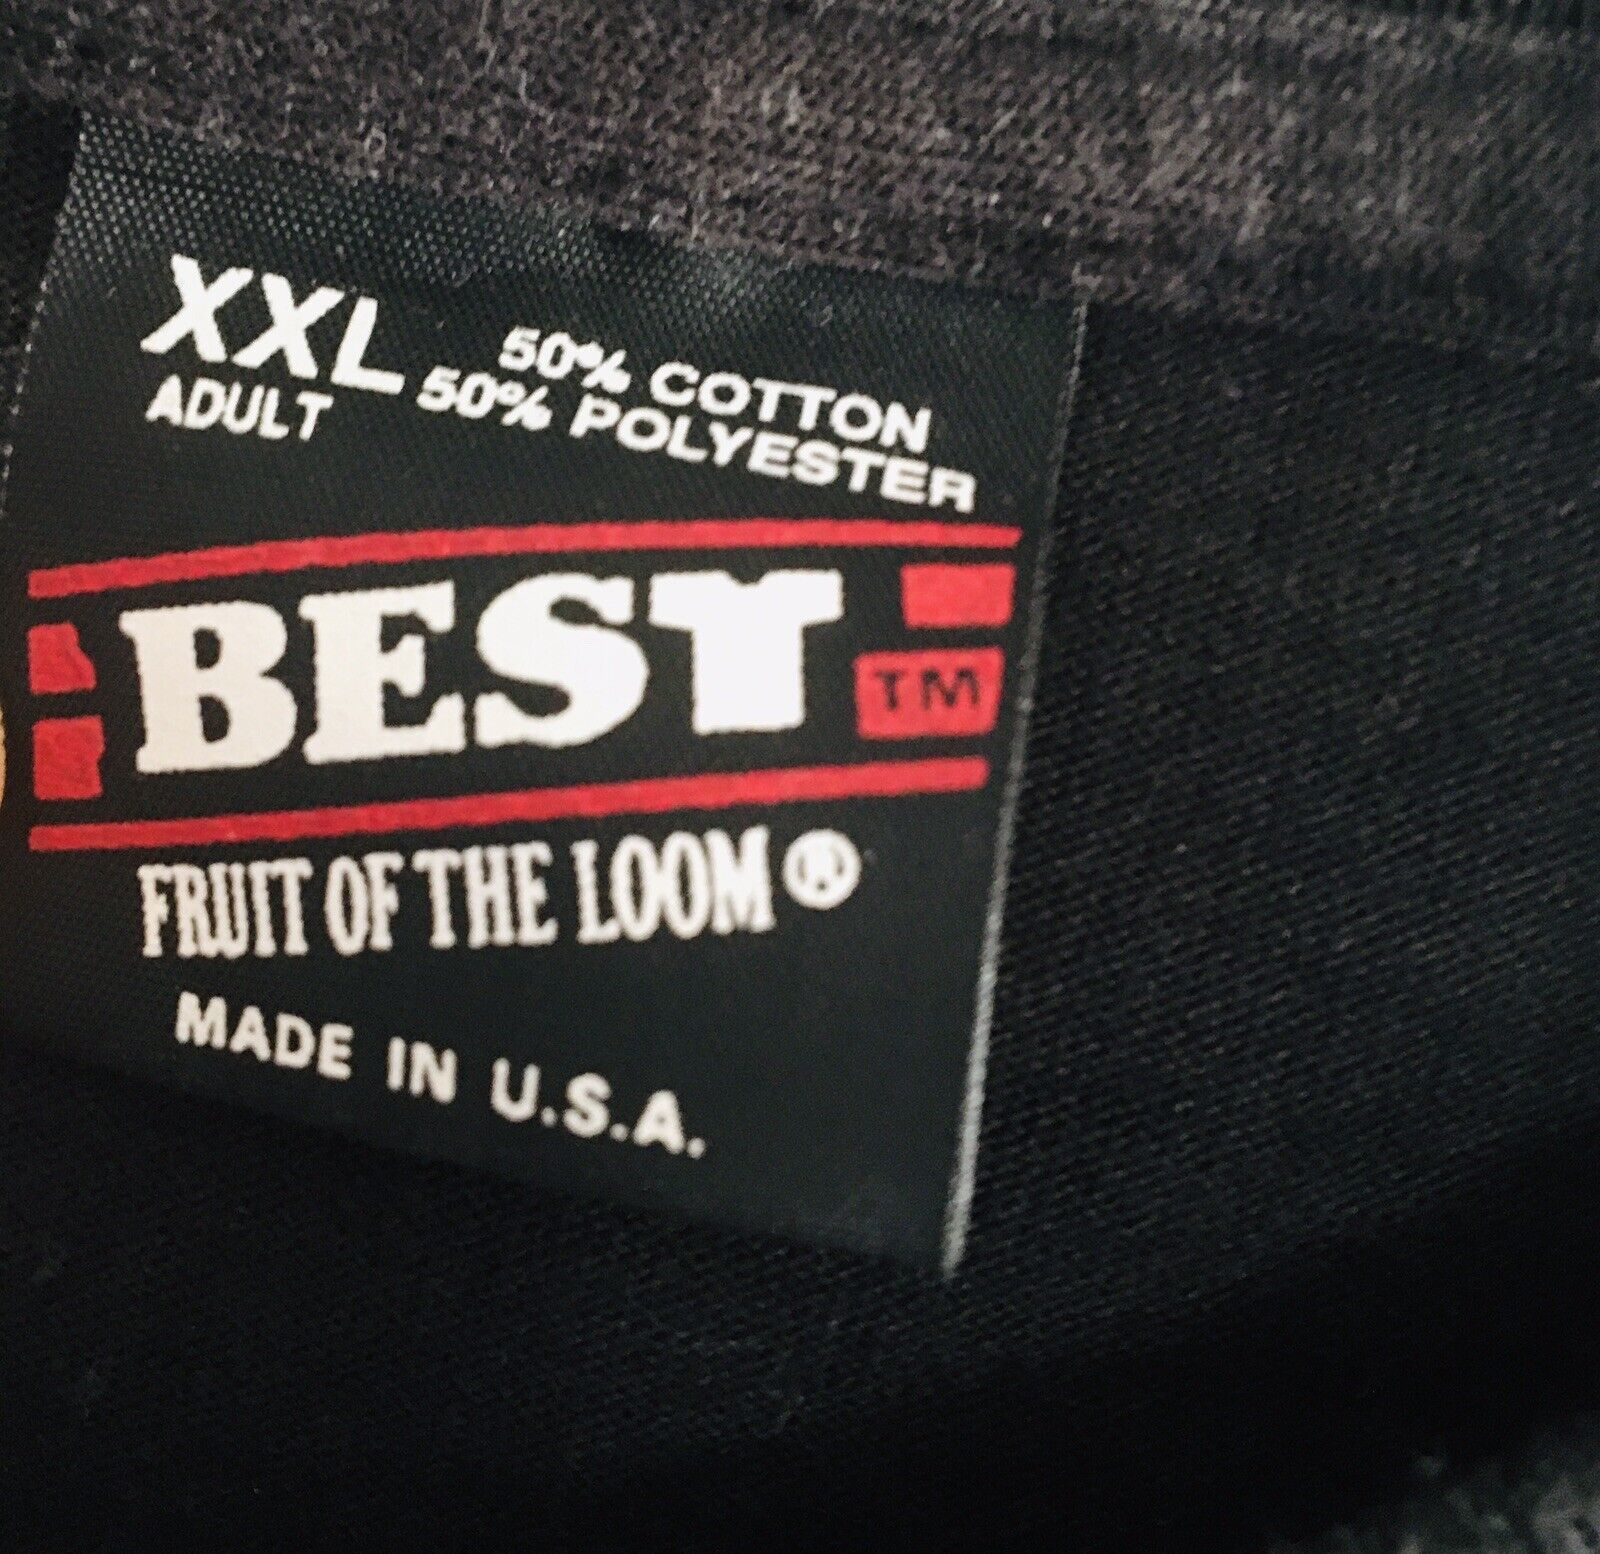 XXL
ADULT
50% COTTON
50% POLYESTER
BEST
TM
FRUIT OF THE LOOM®
MADE IN U.S.A.